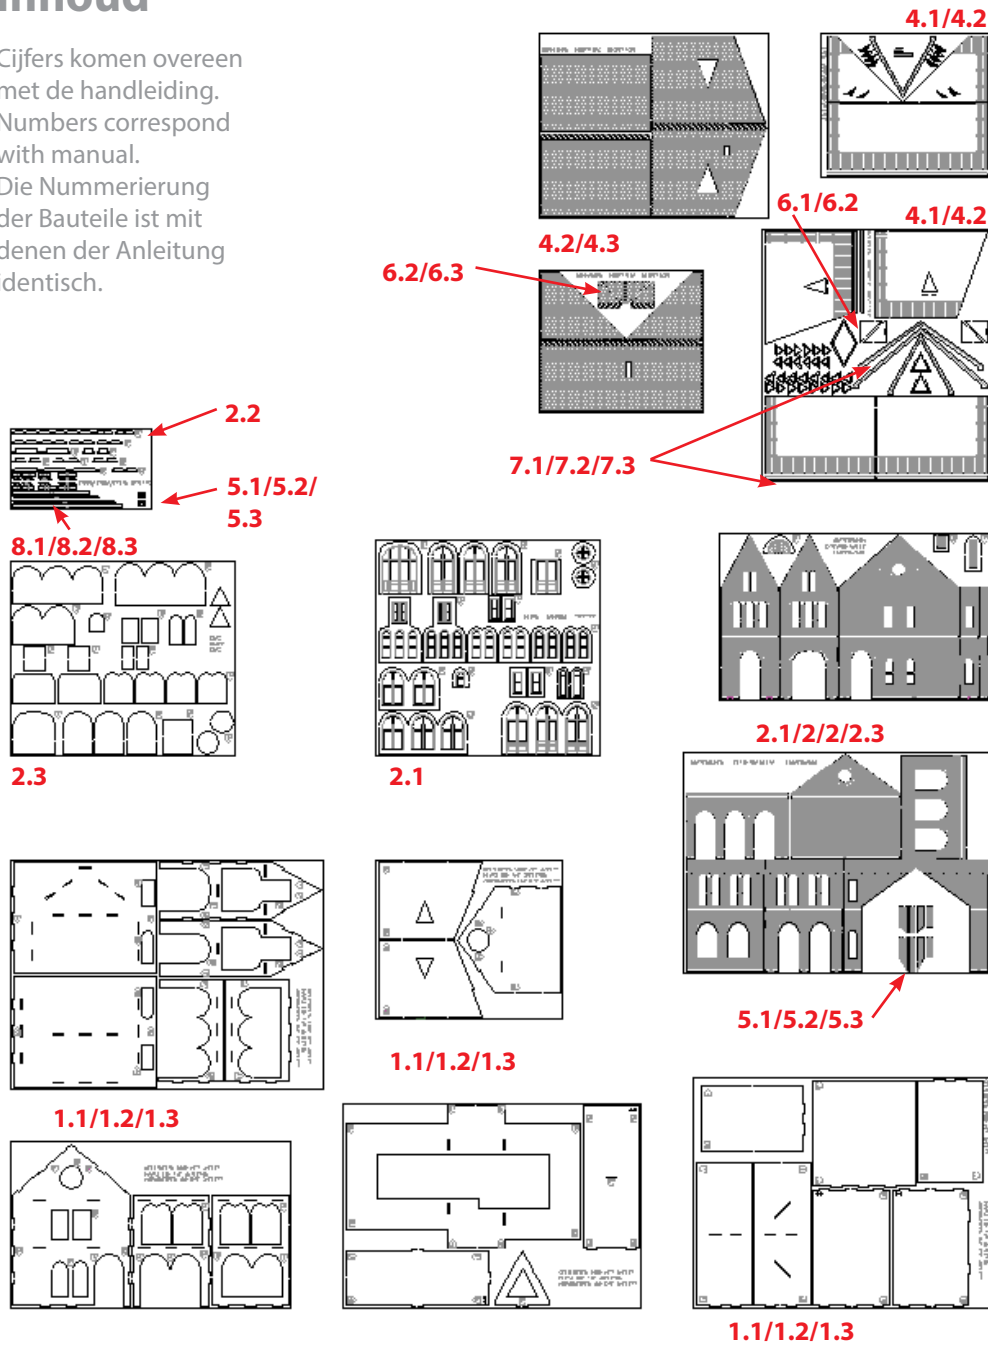 Inhoud
Cijfers komen overeen
met de handleiding.
Numbers correspond
with manual.
Die Nummerierung
der Bauteile ist mit
denen der Anleitung
identisch.
4.1/4.2
6.1/6.2
4.1/4.2
4.2/4.3
6.2/6.3
2.2
7.1/7.2/7.3
5.1/5.2/
5.3
8.1/8.2/8.3
2.1/2/2/2.3
2.3
2.1
5.1/5.2/5.3
1.1/1.2/1.3
1.1/1.2/1.3
1.1/1.2/1.3